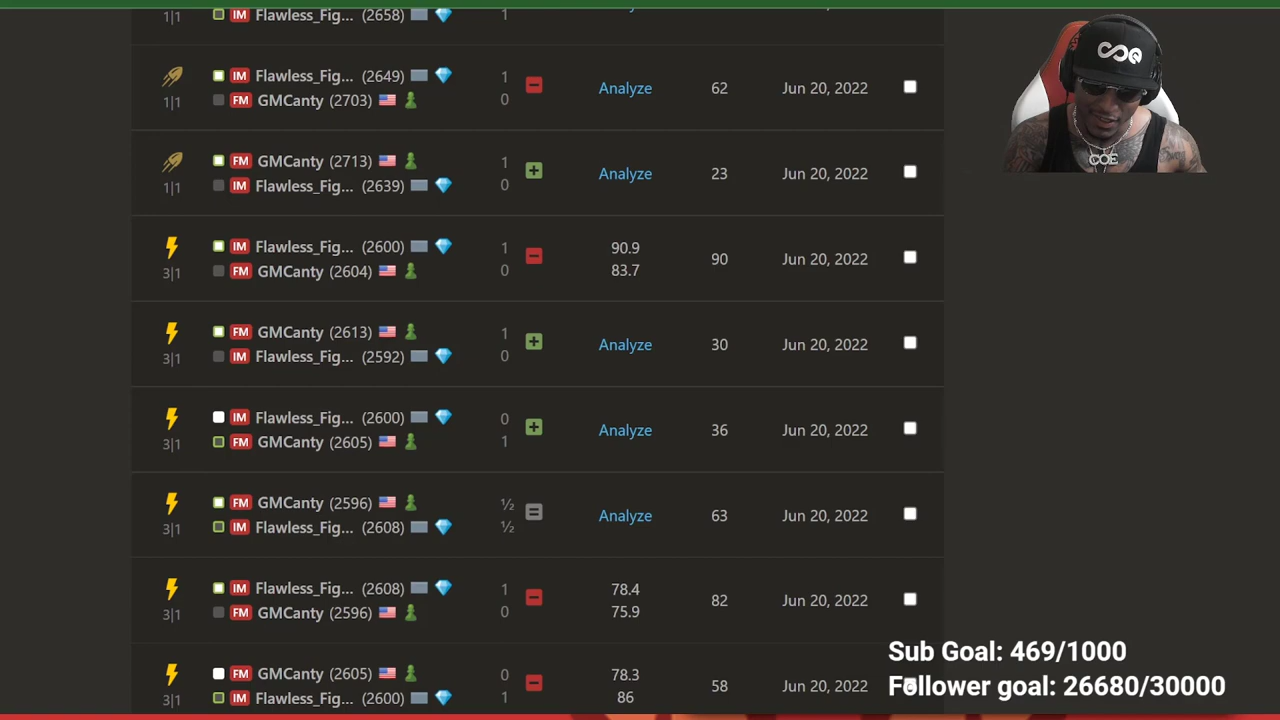 1|1 IM Flawless_Fig... (2658) 1
IM Flawless_Fig... (2649) 1
1|1 FM GMCanty (2703) 0 Analyze 62 Jun 20, 2022
FM GMCanty (2713) 1
1|1 IM Flawless_Fig... (2639) 0 Analyze 23 Jun 20, 2022
IM Flawless_Fig... (2600) 1 90.9
3|1 FM GMCanty (2604) 0 83.7 90 Jun 20, 2022
FM GMCanty (2613) 1
3|1 IM Flawless_Fig... (2592) 0 Analyze 30 Jun 20, 2022
IM Flawless_Fig... (2600) 0
3|1 FM GMCanty (2605) 1 Analyze 36 Jun 20, 2022
FM GMCanty (2596) ½
3|1 IM Flawless_Fig... (2608) ½ Analyze 63 Jun 20, 2022
IM Flawless_Fig... (2608) 1 78.4
3|1 FM GMCanty (2596) 0 75.9 82 Jun 20, 2022
FM GMCanty (2605) 0 78.3
3|1 IM Flawless_Fig... (2600) 1 86 58 Jun 20, 2022
COE
Sub Goal: 469/1000
Follower goal: 26680/30000